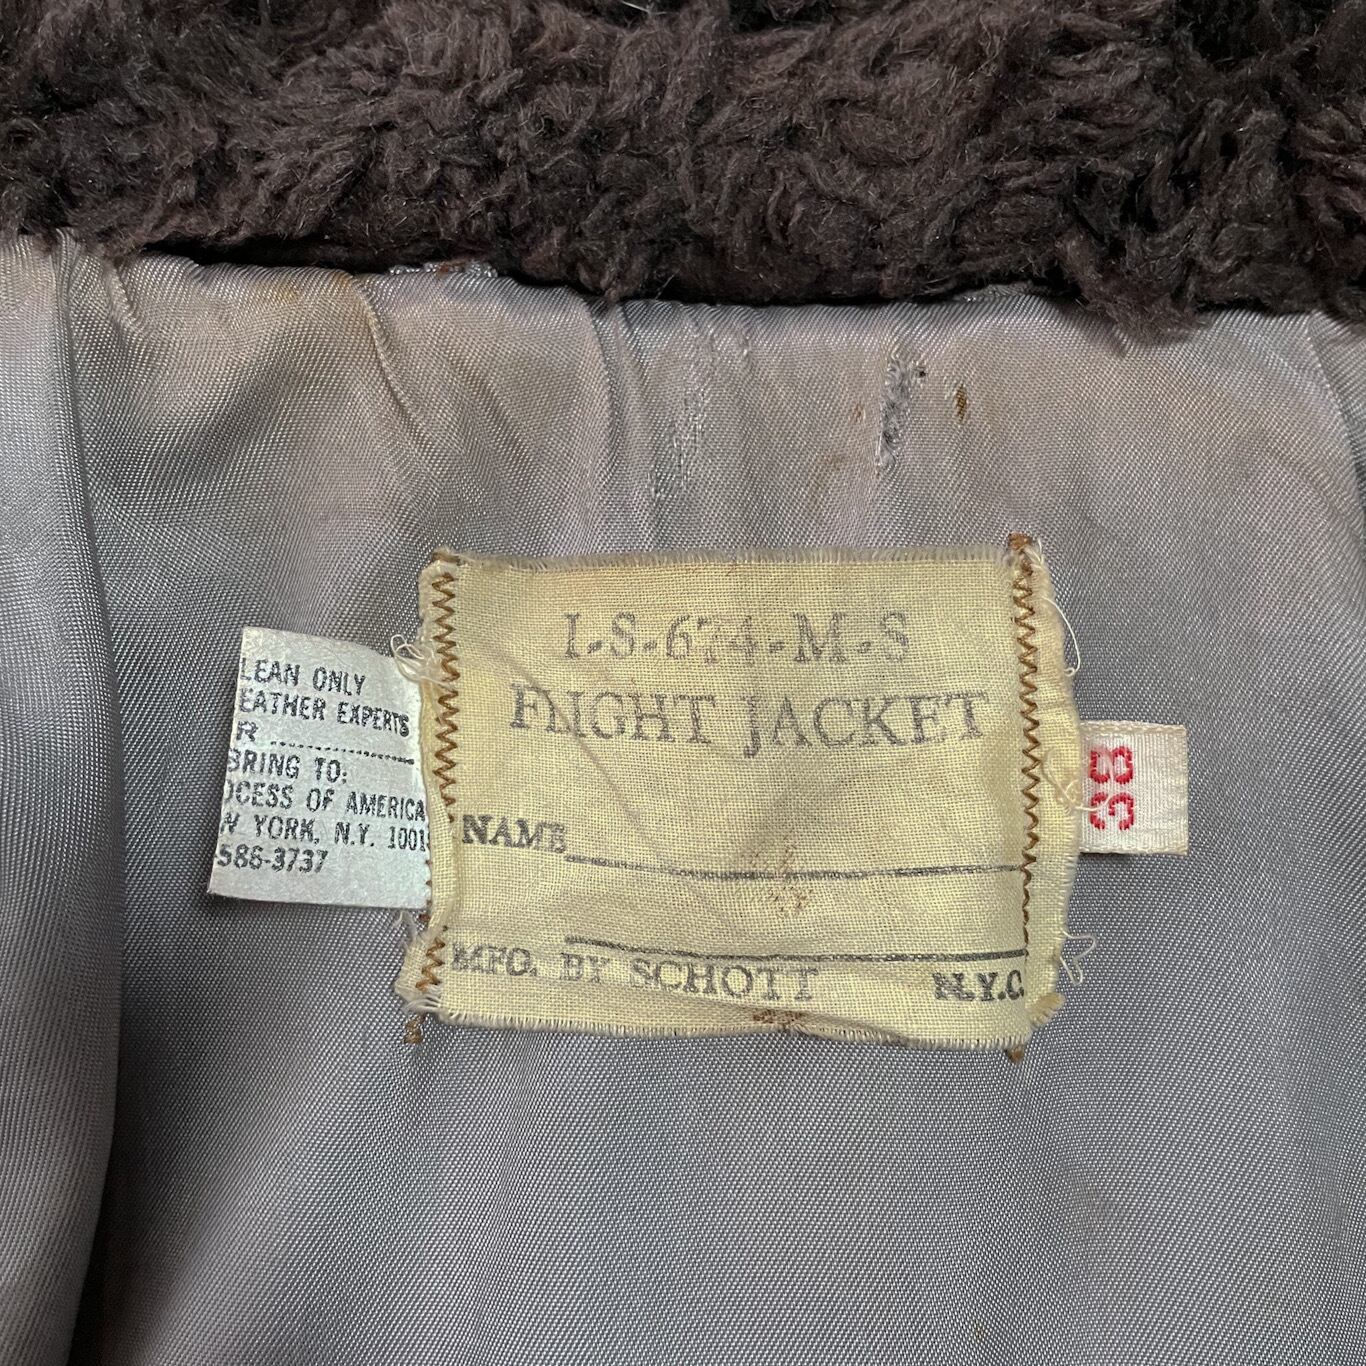 LEAN ONLY
EATHER EXPERTS
R
BRING TO:
OCESS OF AMERICA
W YORK, N.Y. 1001
586-3737
I-S-674-M-S
FLIGHT JACKET
NAME
MFG. BY SCHOTT N.Y.C.
38